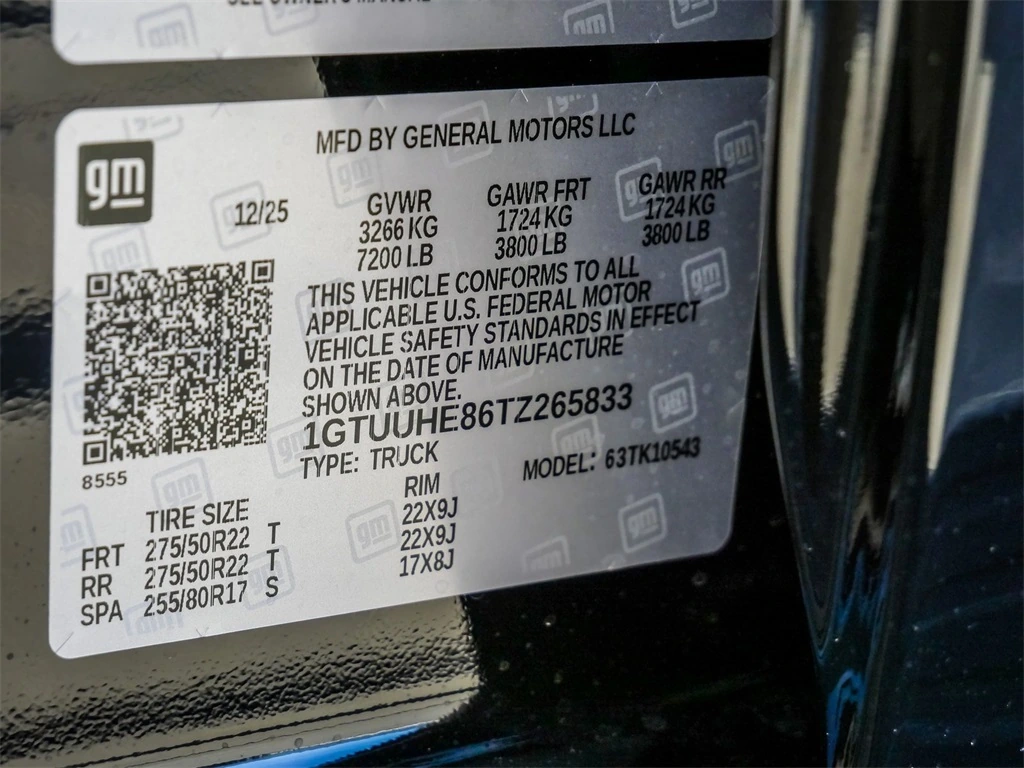 SEE OWNER'S MANUAL
MFD BY GENERAL MOTORS LLC
gm
12/25
GVWR GAWR FRT GAWR RR
3266 KG 1724 KG 1724 KG
7200 LB 3800 LB 3800 LB
THIS VEHICLE CONFORMS TO ALL
APPLICABLE U.S. FEDERAL MOTOR
VEHICLE SAFETY STANDARDS IN EFFECT
ON THE DATE OF MANUFACTURE
SHOWN ABOVE.
1GTUUHE86TZ265833
TYPE: TRUCK MODEL: 63TK10543
8555
TIRE SIZE RIM
FRT 275/50R22 T 22X9J
RR 275/50R22 T 22X9J
SPA 255/80R17 S 17X8J